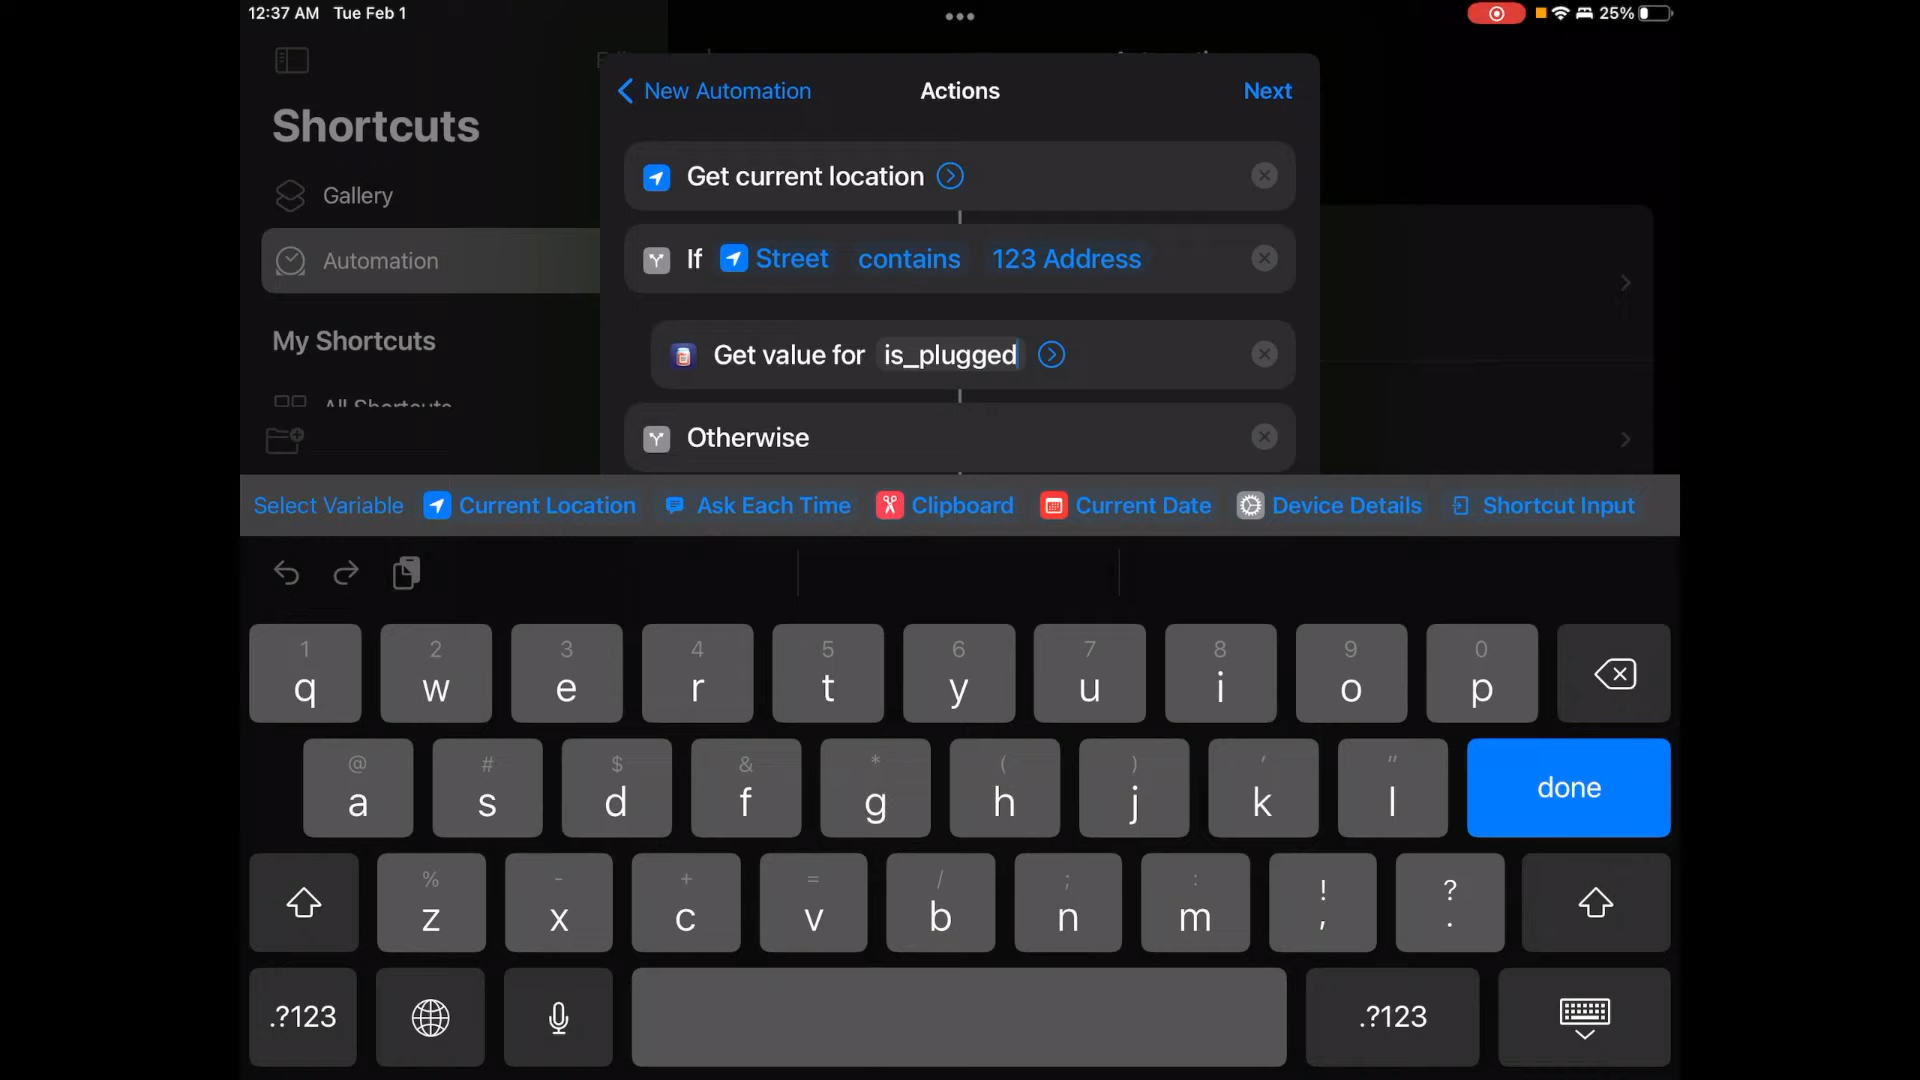 12:37 AM Tue Feb 1
25%
New Automation
Actions
Next
Shortcuts
Get current location
Gallery
If Street contains 123 Address
Automation
My Shortcuts
Get value for is_plugged
All Shortcuts
Otherwise
Select Variable Current Location Ask Each Time Clipboard Current Date Device Details Shortcut Input
1 2 3 4 5 6 7 8 9 0
q w e r t y u i o p
@ # $ & * ( ) ' "
a s d f g h j k l done
% - + = / ; : ! ?
z x c v b n m , .
.?123 .?123